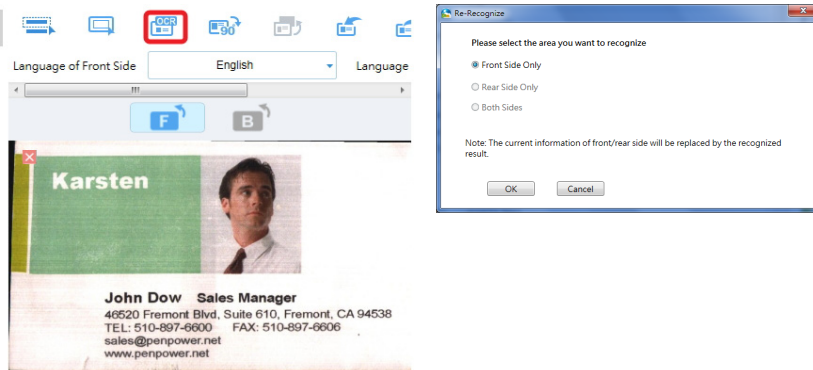 OCR
90°
Language of Front Side
English
Language
F
B
Karsten
John Dow Sales Manager
46520 Fremont Blvd, Suite 610, Fremont, CA 94538
TEL: 510-897-6600 FAX: 510-897-6606
sales@penpower.net
www.penpower.net
Re-Recognize
Please select the area you want to recognize
Front Side Only
Rear Side Only
Both Sides
Note: The current information of front/rear side will be replaced by the recognized
result.
OK
Cancel